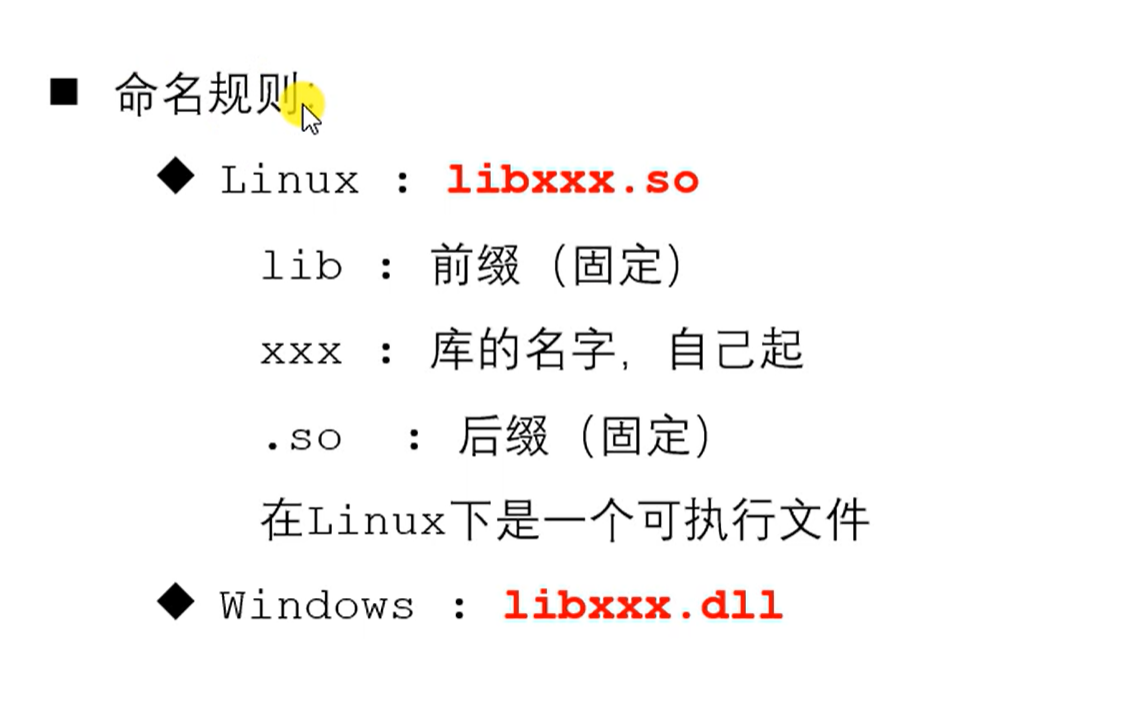 命名规则:
Linux : libxxx.so
lib : 前缀（固定）
xxx : 库的名字，自己起
.so : 后缀（固定）
在Linux下是一个可执行文件
Windows : libxxx.dll